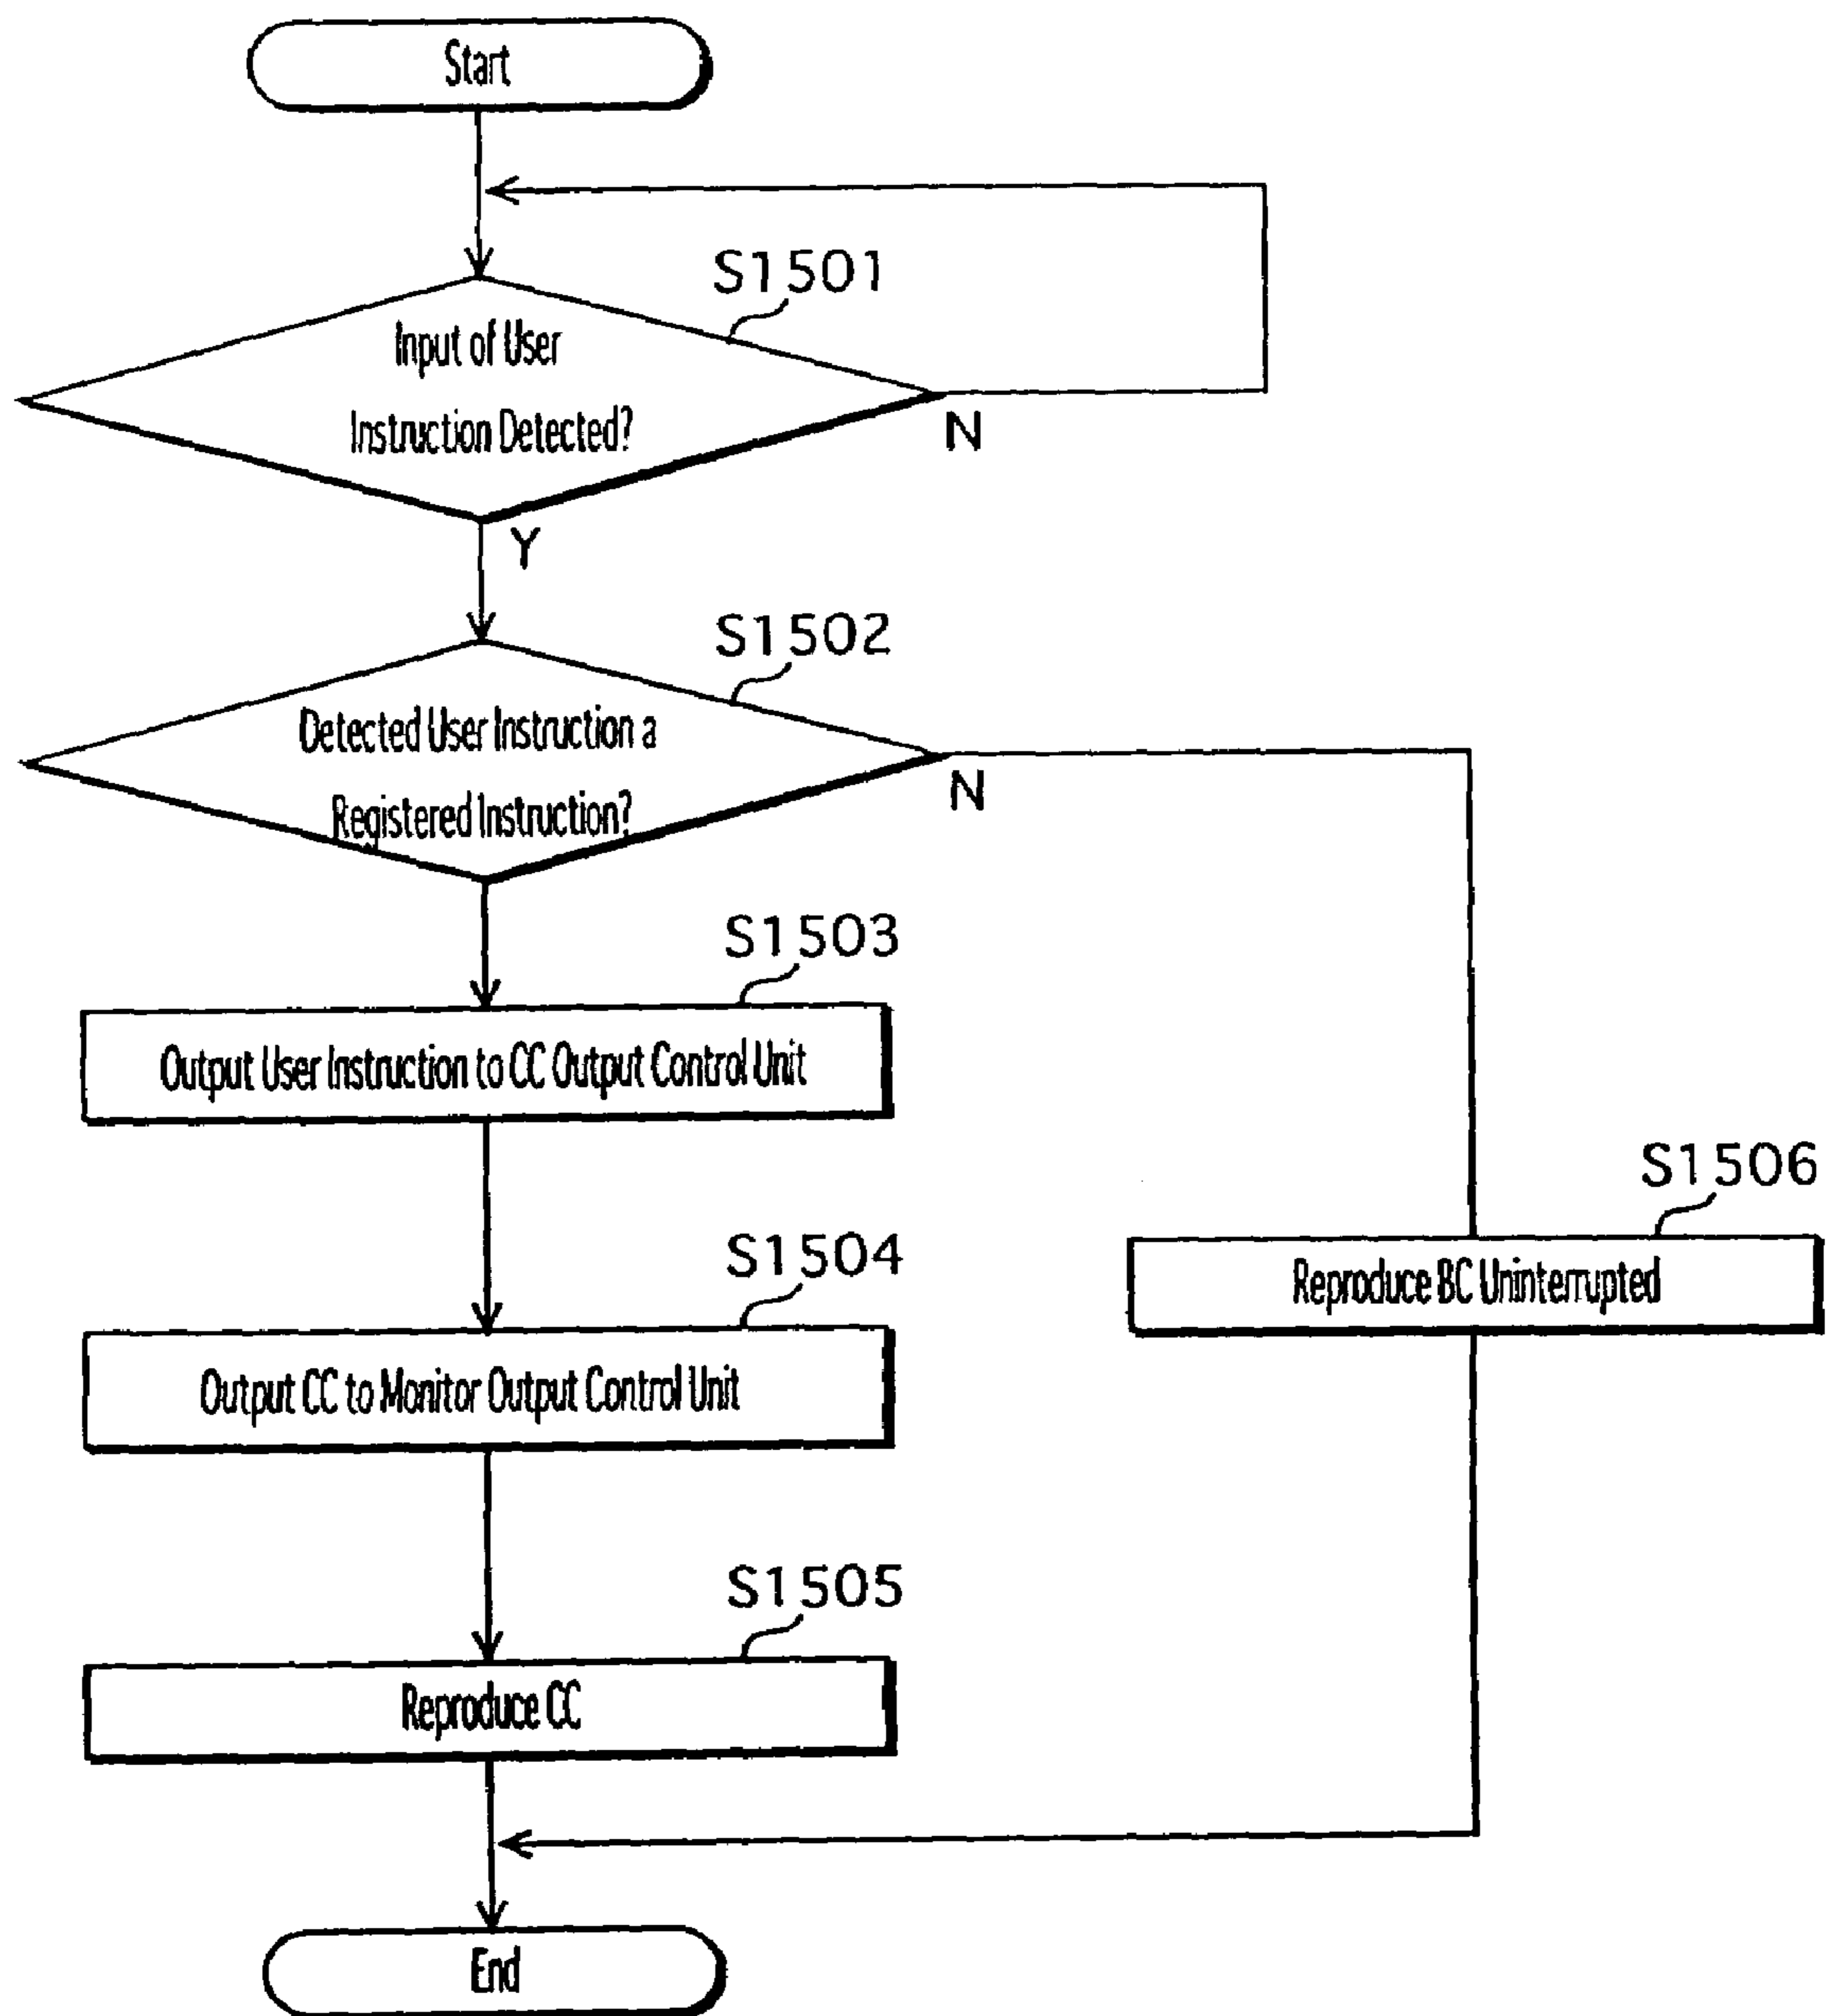 Start
S1501
Input of User
Instruction Detected?
N
Y
S1502
Detected User Instruction a
Registered Instruction?
N
S1503
Output User Instruction to CC Output Control Unit
S1504
Output CC to Monitor Output Control Unit
S1506
Reproduce BC Uninterrupted
S1505
Reproduce CC
End